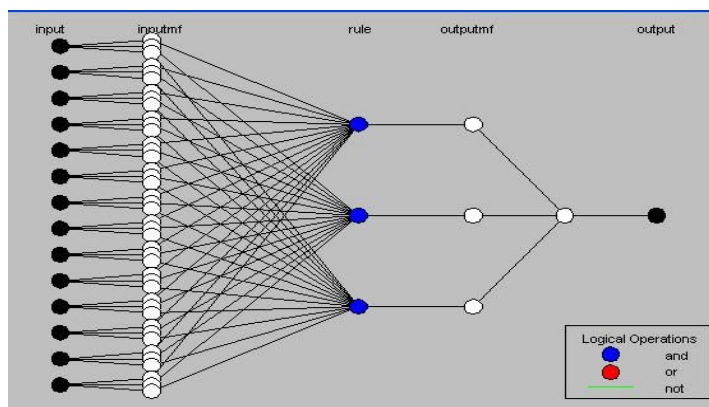 input inputmf rule outputmf output
Logical Operations
and
or
not